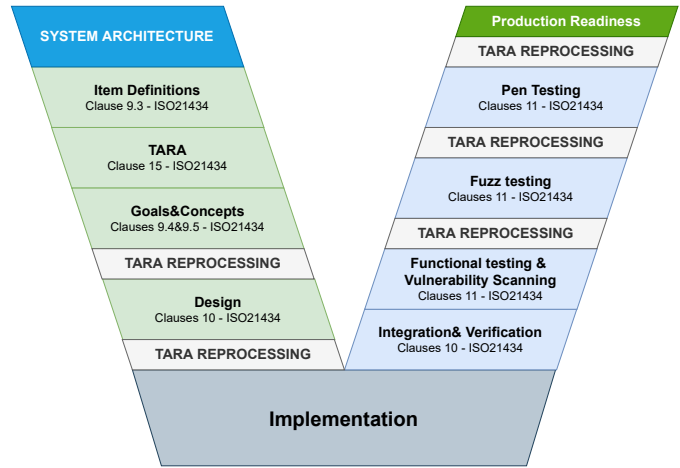 SYSTEM ARCHITECTURE
Item Definitions
Clause 9.3 - ISO21434
TARA
Clause 15 - ISO21434
Goals&Concepts
Clauses 9.4&9.5 - ISO21434
TARA REPROCESSING
Design
Clauses 10 - ISO21434
TARA REPROCESSING
Implementation
Production Readiness
TARA REPROCESSING
Pen Testing
Clauses 11 - ISO21434
TARA REPROCESSING
Fuzz testing
Clauses 11 - ISO21434
TARA REPROCESSING
Functional testing &
Vulnerability Scanning
Clauses 11 - ISO21434
Integration& Verification
Clauses 10 - ISO21434